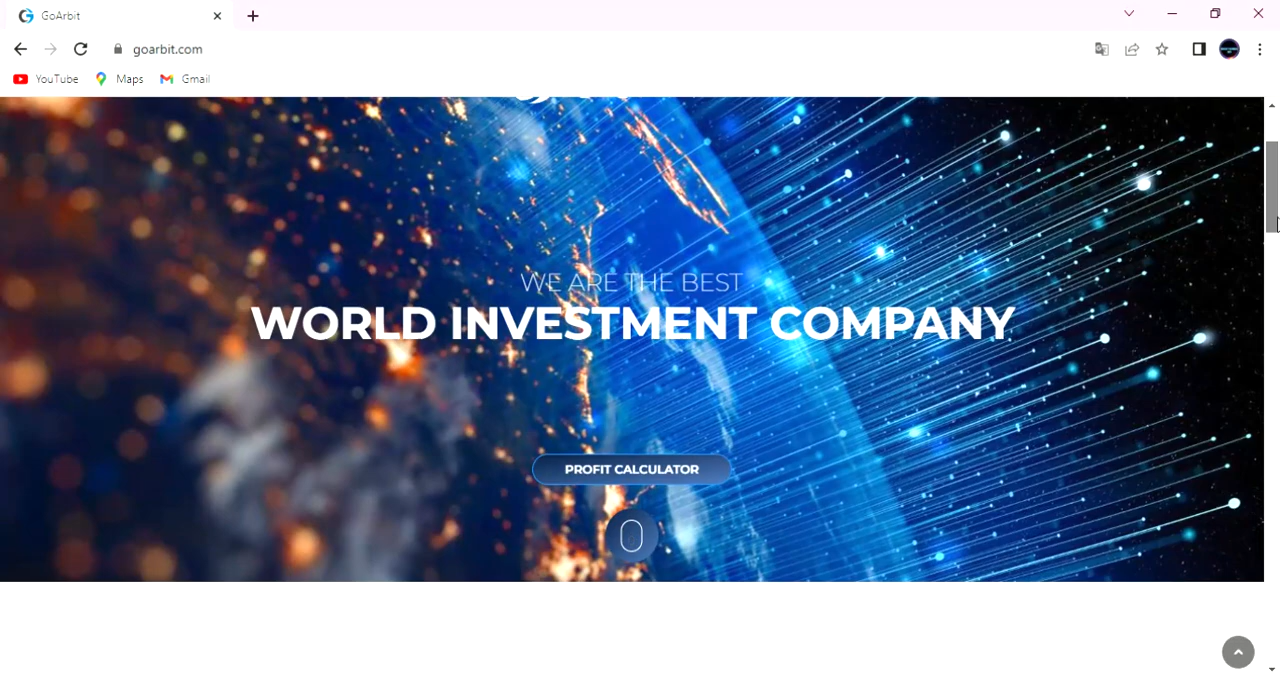 GoArbit
goarbit.com
YouTube Maps Gmail
WE ARE THE BEST
WORLD INVESTMENT COMPANY
PROFIT CALCULATOR